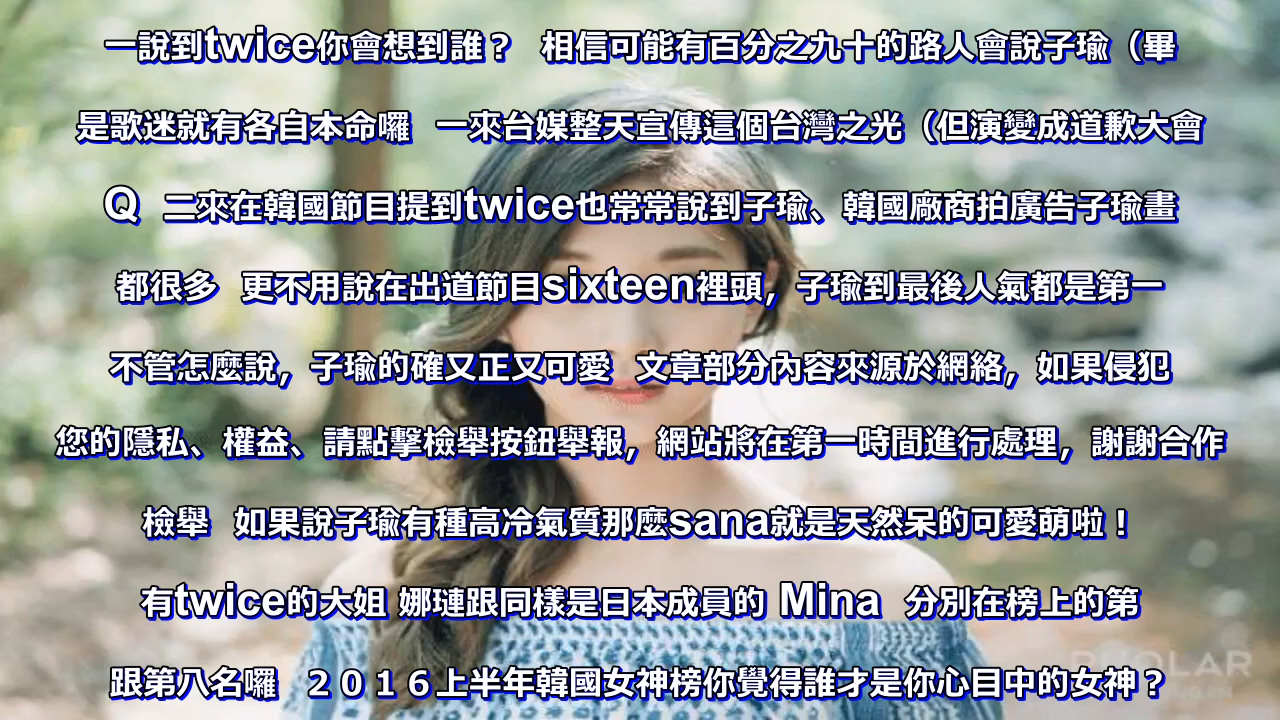 一說到twice你會想到誰？ 相信可能有百分之九十的路人會說子瑜（畢
是歌迷就有各自本命囉 一來台媒整天宣傳這個台灣之光（但演變成道歉大會
Q 二來在韓國節目提到twice也常常說到子瑜、韓國廠商拍廣告子瑜畫
都很多 更不用說在出道節目sixteen裡頭，子瑜到最後人氣都是第一
不管怎麼說，子瑜的確又正又可愛 文章部分內容來源於網絡，如果侵犯
您的隱私、權益、請點擊檢舉按鈕舉報，網站將在第一時間進行處理，謝謝合作
檢舉 如果說子瑜有種高冷氣質那麼sana就是天然呆的可愛萌啦！
有twice的大姐 娜璉跟同樣是日本成員的 Mina 分別在榜上的第
跟第八名囉 ２０１６上半年韓國女神榜你覺得誰才是你心目中的女神？